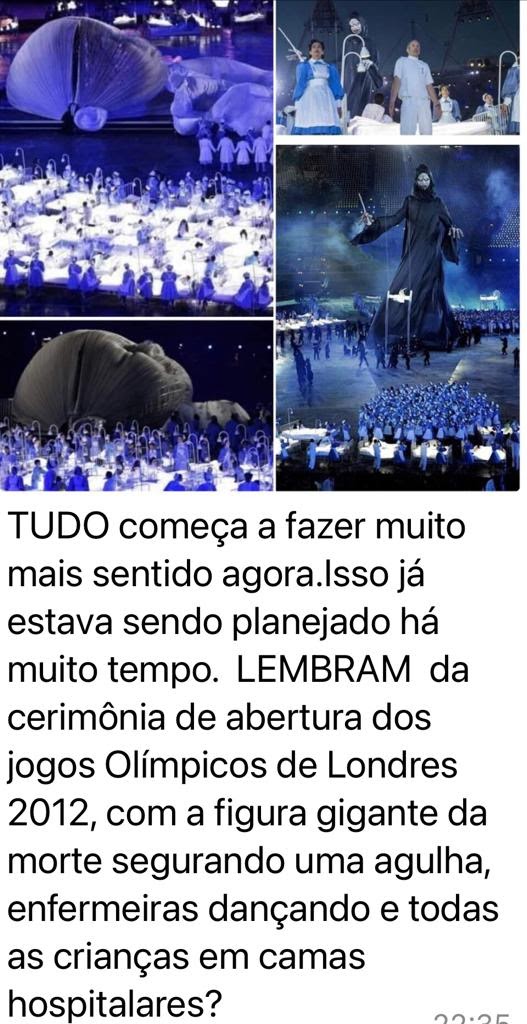 TUDO começa a fazer muito
mais sentido agora.Isso já
estava sendo planejado há
muito tempo.  LEMBRAM  da
cerimônia de abertura dos
jogos Olímpicos de Londres
2012, com a figura gigante da
morte segurando uma agulha,
enfermeiras dançando e todas
as crianças em camas
hospitalares?